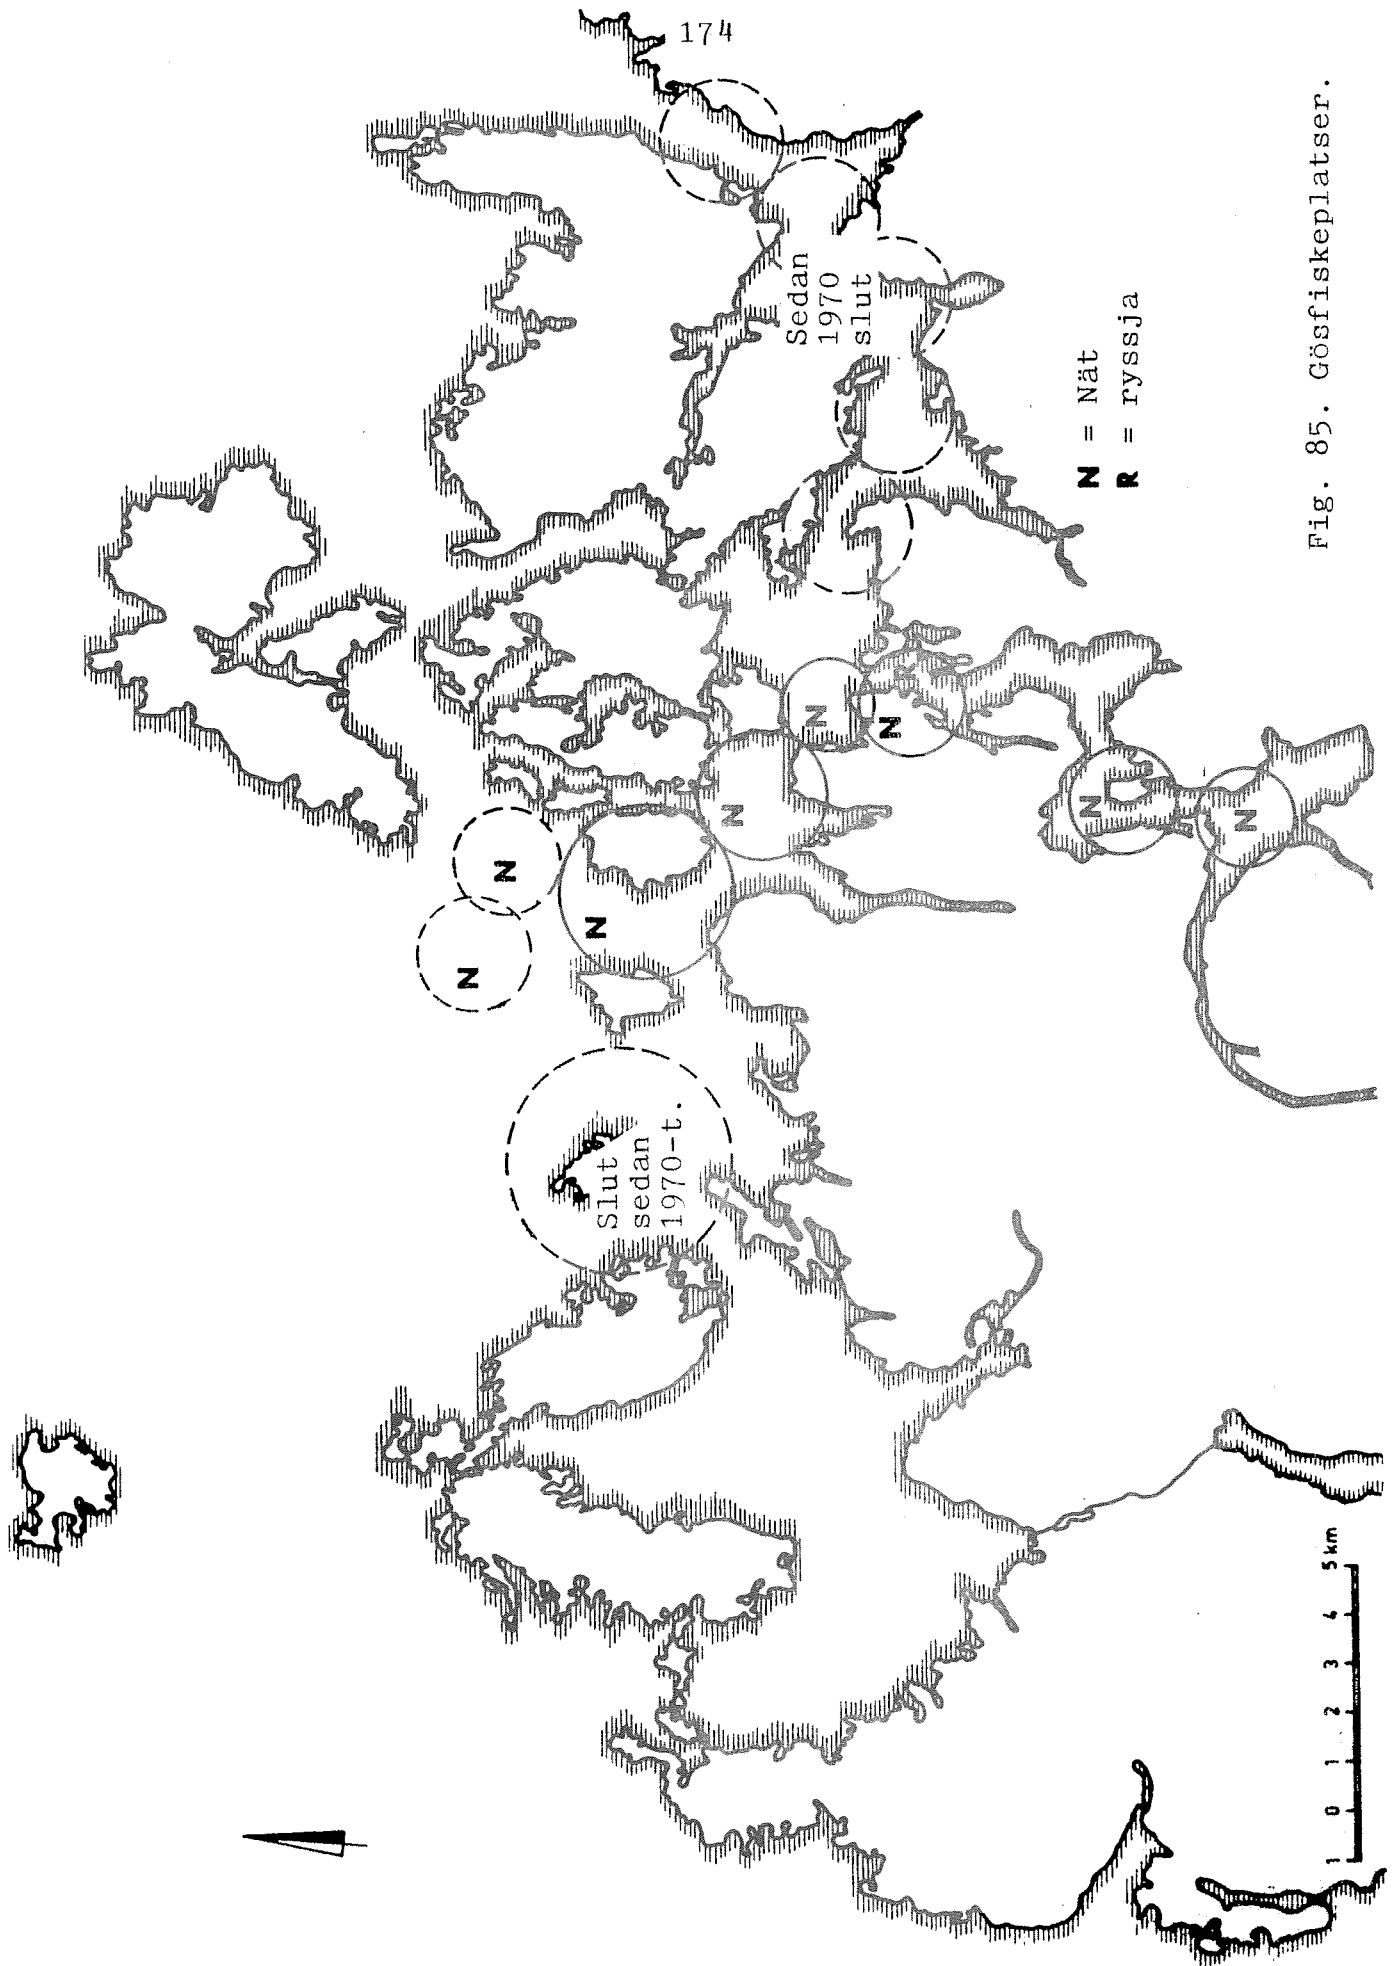 174
N
N
N
N
N
N
N
N
Slut
sedan
1970-t.
Sedan
1970
slut
N = Nät
R = ryssja
1 0 1 2 3 4 5 km
Fig. 85. Gösfiskeplatser.